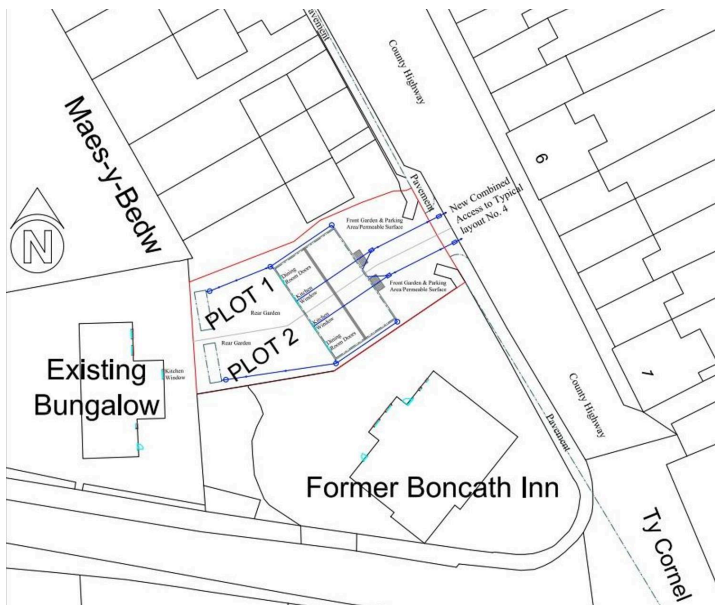 Pavement
County Highway
Maes-y-Bedw
6
Pavement
New Combined
Access to Typical
layout No. 4
N
Front Garden & Parking
Area/Permeable Surface
Dining
Room Doors
Kitchen
Window
PLOT 1
Rear Garden
Front Garden & Parking
Area/Permeable Surface
Kitchen
Window
Dining
Room Doors
Rear Garden
PLOT 2
Existing
Bungalow
Kitchen
Window
1
County Highway
Pavement
Former Boncath Inn
Ty Cornel